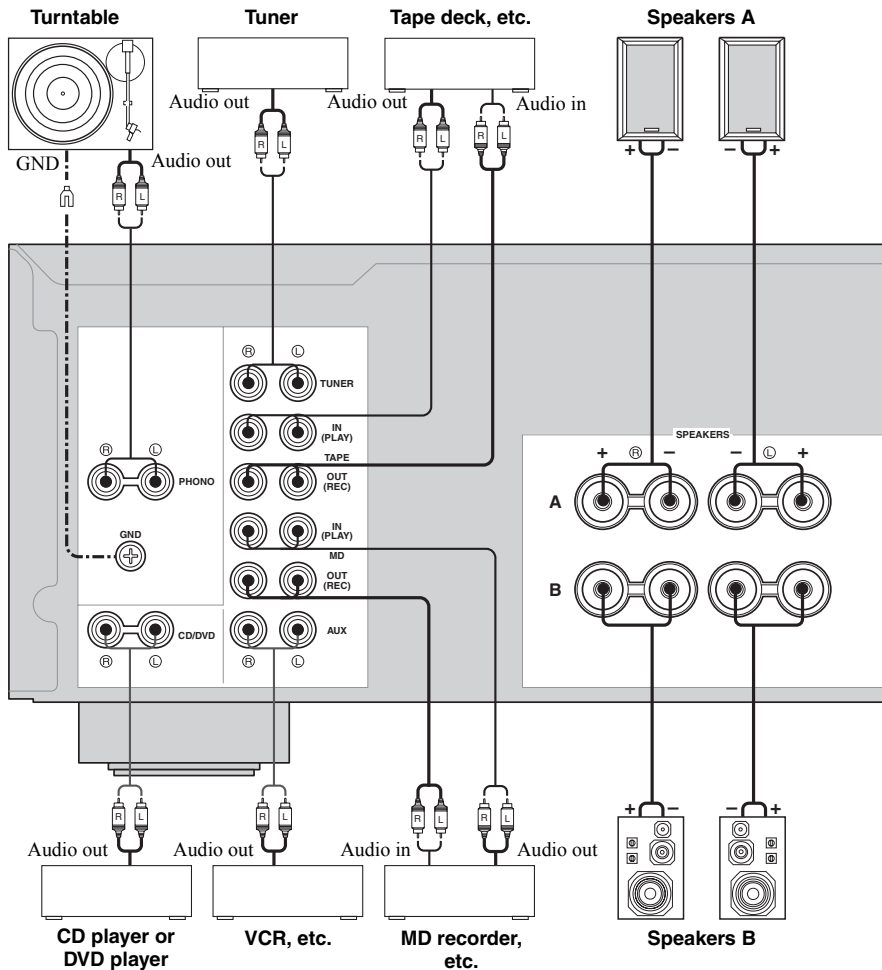 Turntable
Tuner
Tape deck, etc.
Speakers A
Audio out
Audio out
Audio in
GND
Audio out
R L
R L
R L
R L
+ − − +
R L
TUNER
IN
(PLAY)
TAPE
OUT
(REC)
R L
PHONO
GND
IN
(PLAY)
MD
OUT
(REC)
CD/DVD
AUX
R L
R L
SPEAKERS
+ R − − L +
A
B
R L
R L
R L
R L
+ − − +
Audio out
Audio out
Audio in
Audio out
CD player or
DVD player
VCR, etc.
MD recorder,
etc.
Speakers B